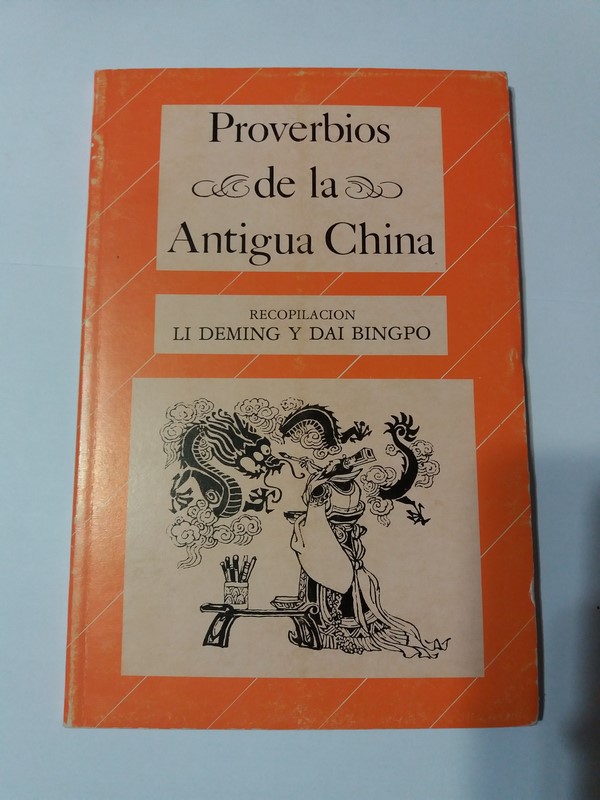 Proverbios
de la
Antigua China
RECOPILACION
LI DEMING Y DAI BINGPO